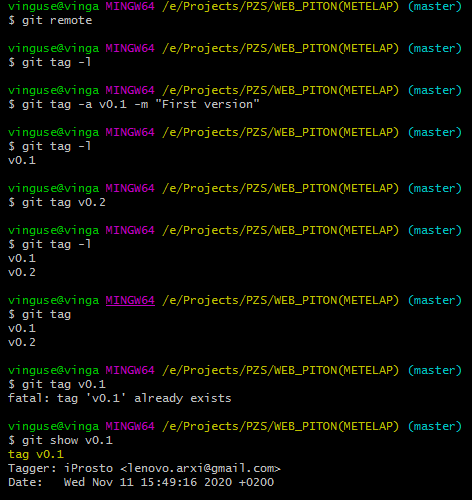 vinguse@vinga MINGW64 /e/Projects/PZS/WEB_PITON(METELAP) (master)
$ git remote
vinguse@vinga MINGW64 /e/Projects/PZS/WEB_PITON(METELAP) (master)
$ git tag -l
vinguse@vinga MINGW64 /e/Projects/PZS/WEB_PITON(METELAP) (master)
$ git tag -a v0.1 -m "First version"
vinguse@vinga MINGW64 /e/Projects/PZS/WEB_PITON(METELAP) (master)
$ git tag -l
v0.1
vinguse@vinga MINGW64 /e/Projects/PZS/WEB_PITON(METELAP) (master)
$ git tag v0.2
vinguse@vinga MINGW64 /e/Projects/PZS/WEB_PITON(METELAP) (master)
$ git tag -l
v0.1
v0.2
vinguse@vinga MINGW64 /e/Projects/PZS/WEB_PITON(METELAP) (master)
$ git tag
v0.1
v0.2
vinguse@vinga MINGW64 /e/Projects/PZS/WEB_PITON(METELAP) (master)
$ git tag v0.1
fatal: tag 'v0.1' already exists
vinguse@vinga MINGW64 /e/Projects/PZS/WEB_PITON(METELAP) (master)
$ git show v0.1
tag v0.1
Tagger: iProsto <lenovo.arxi@gmail.com>
Date:   Wed Nov 11 15:49:16 2020 +0200